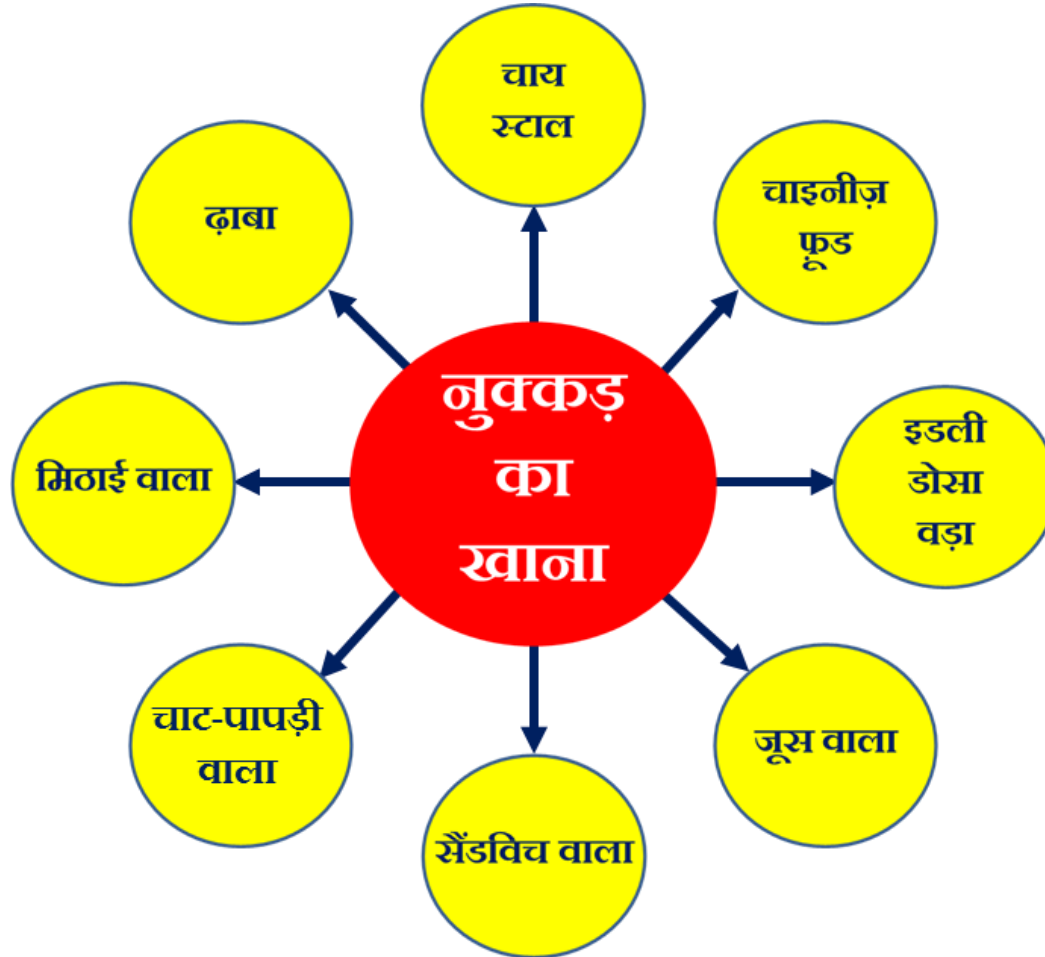 नुक्कड़
का
खाना
चाय
स्टाल
चाइनीज़
फ़ूड
इडली
डोसा
वड़ा
जूस वाला
सैंडविच वाला
चाट-पापड़ी
वाला
मिठाई वाला
ढ़ाबा